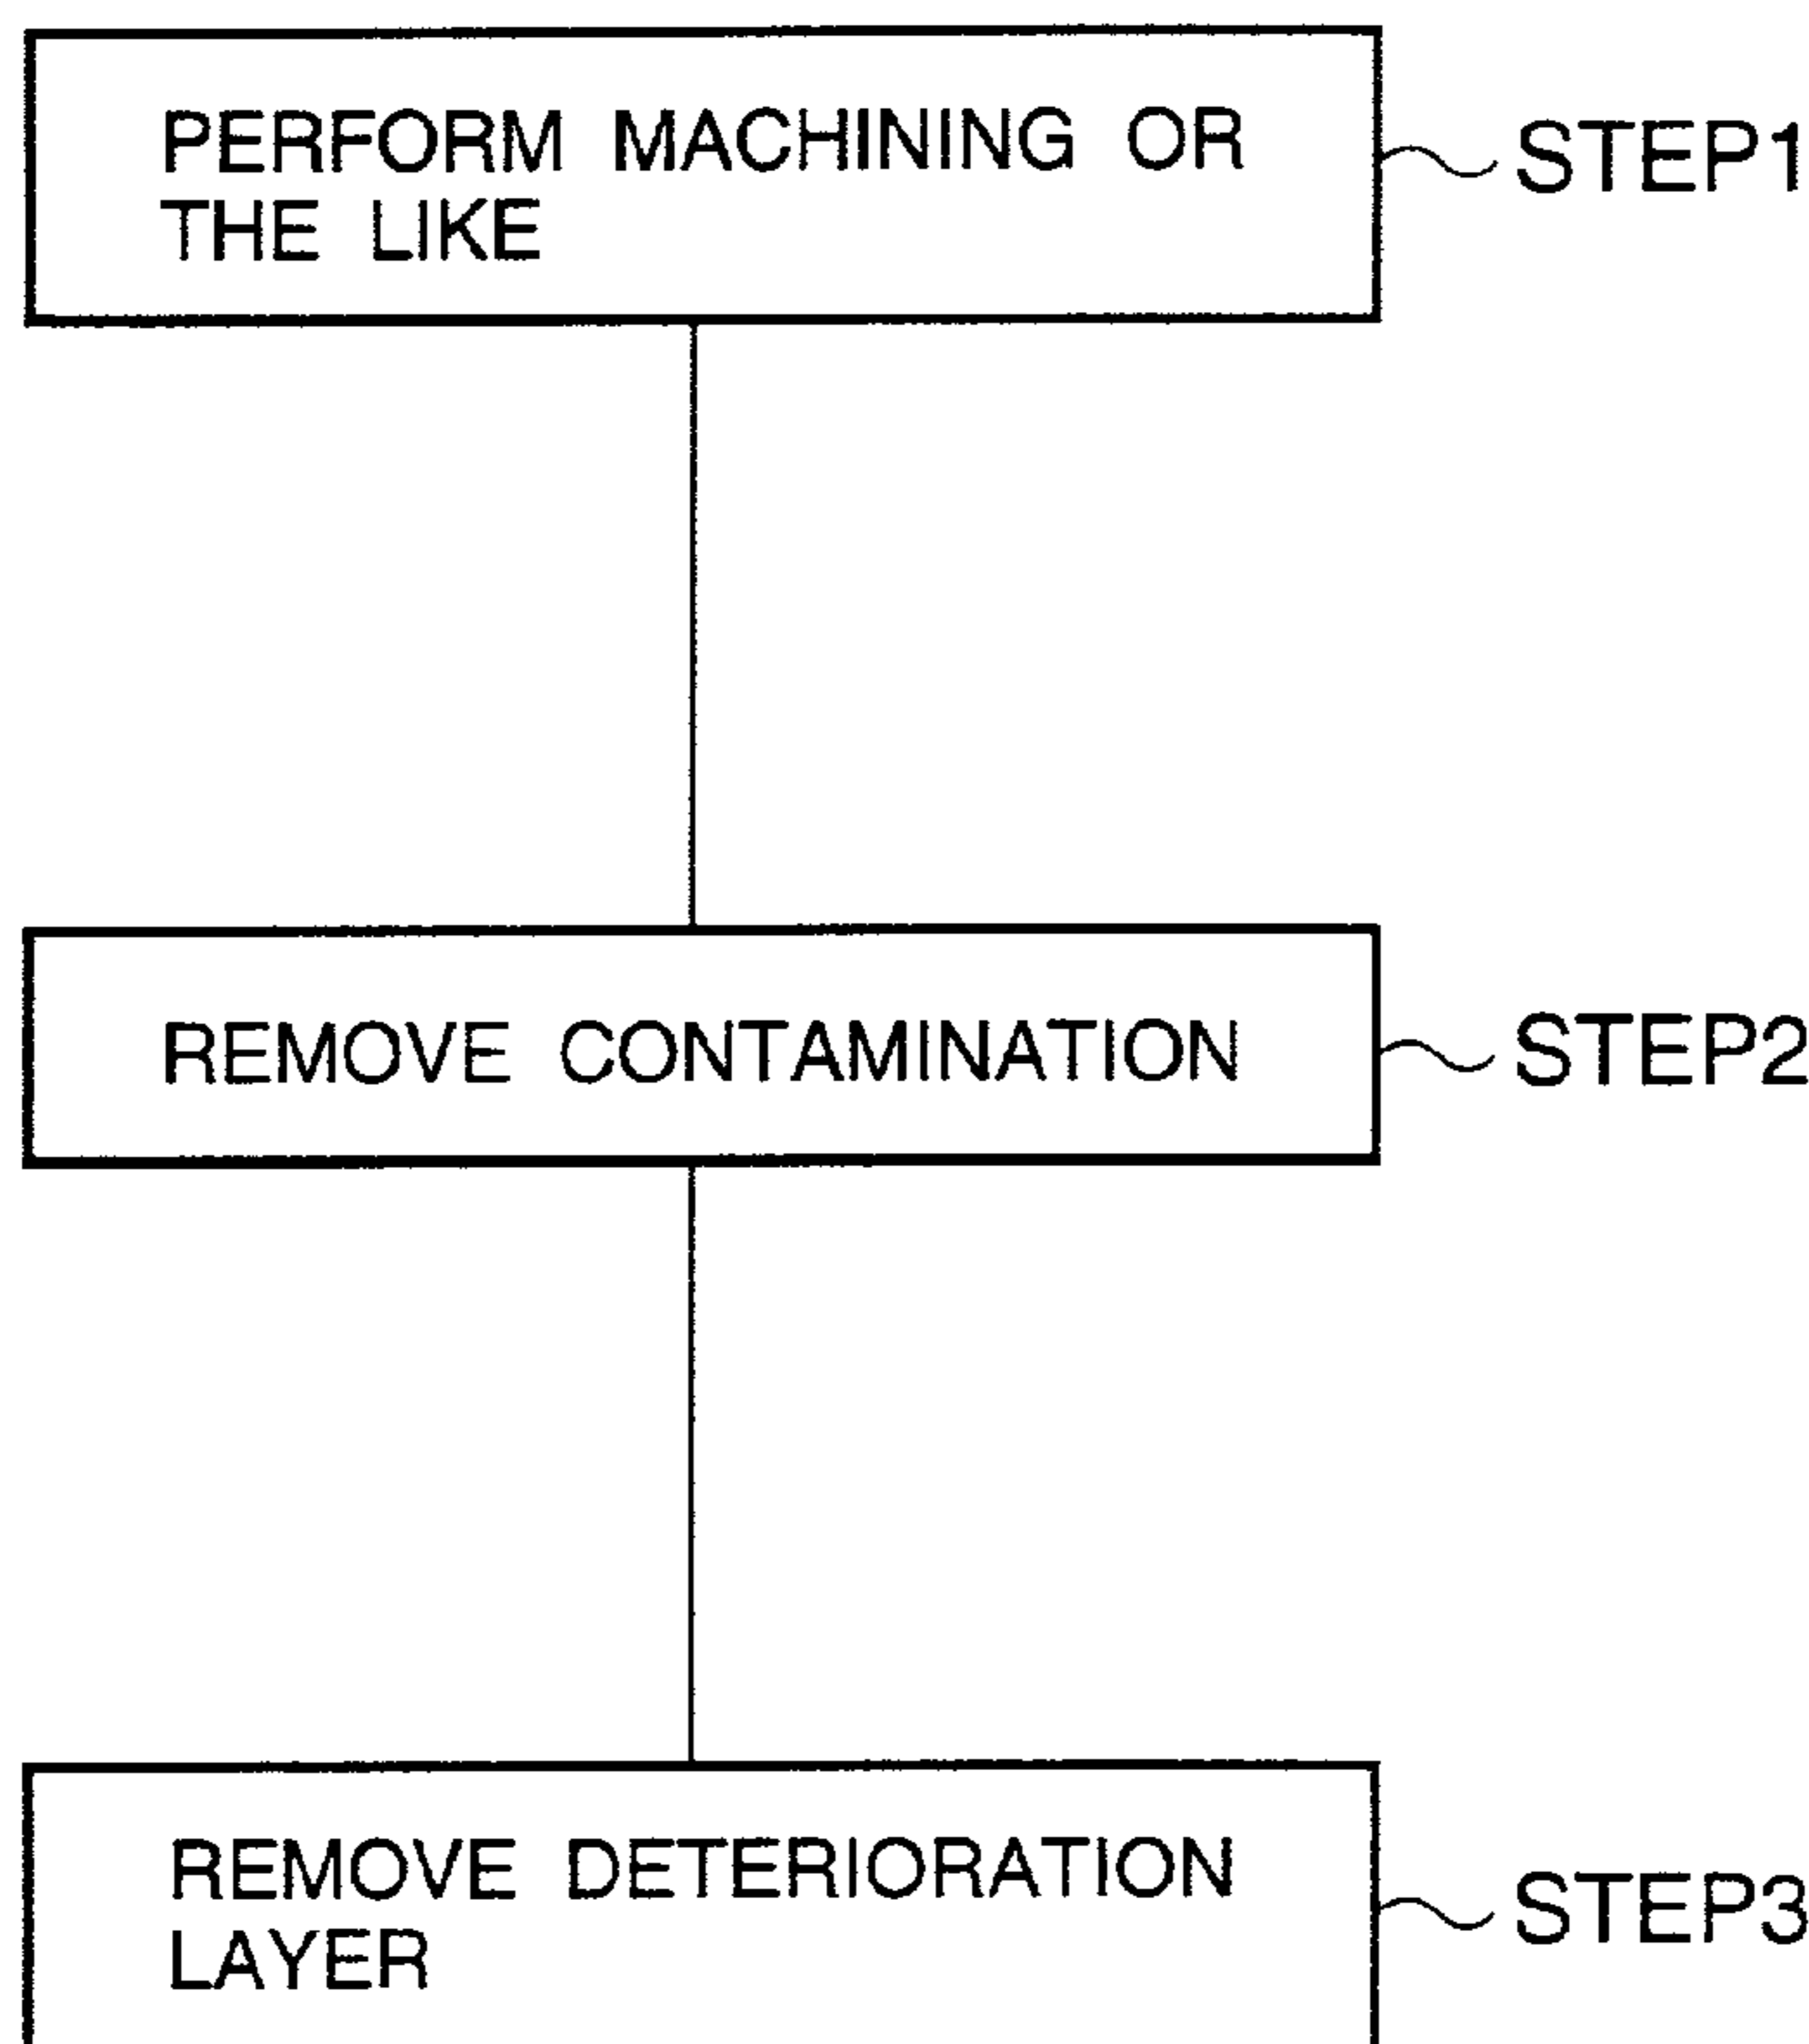 PERFORM MACHINING OR
THE LIKE
STEP1
REMOVE CONTAMINATION
STEP2
REMOVE DETERIORATION
LAYER
STEP3